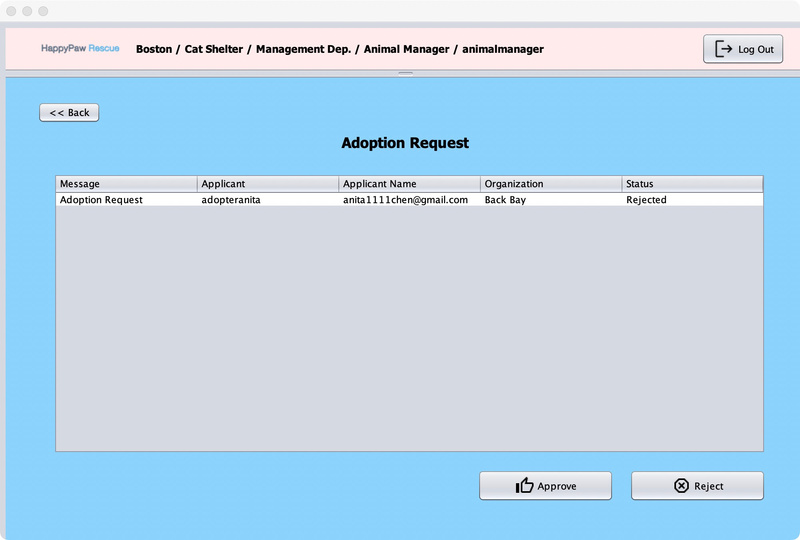 HappyPaw Rescue
Boston / Cat Shelter / Management Dep. / Animal Manager / animalmanager
Log Out
<< Back
Adoption Request
Message Applicant Applicant Name Organization Status
Adoption Request adopteranita anita1111chen@gmail.com Back Bay Rejected
Approve
Reject